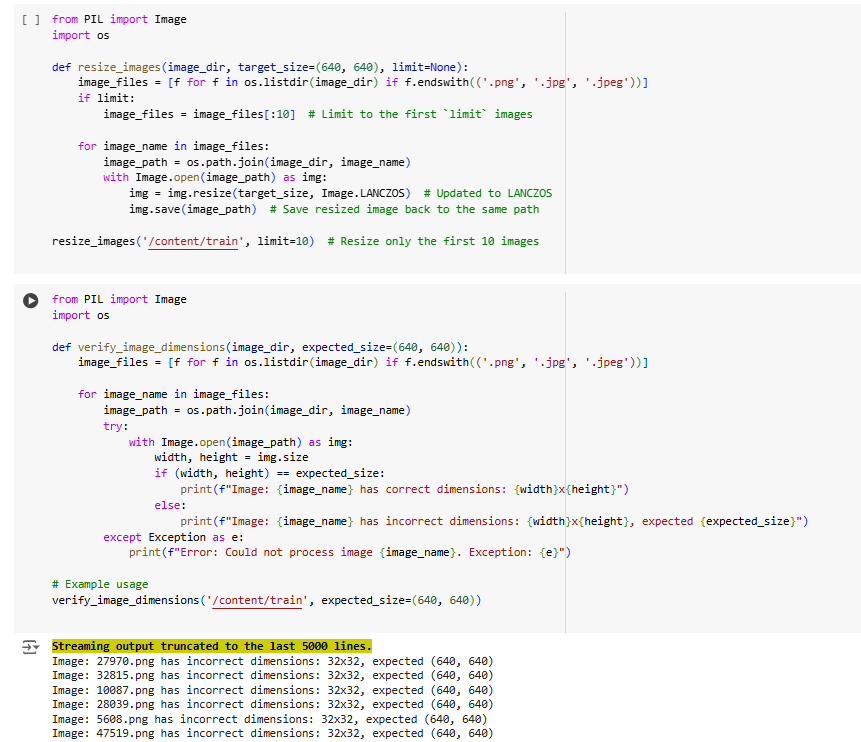 [ ] from PIL import Image
import os
def resize_images(image_dir, target_size=(640, 640), limit=None):
    image_files = [f for f in os.listdir(image_dir) if f.endswith(('.png', '.jpg', '.jpeg'))]
    if limit:
        image_files = image_files[:10]  # Limit to the first `limit` images
    for image_name in image_files:
        image_path = os.path.join(image_dir, image_name)
        with Image.open(image_path) as img:
            img = img.resize(target_size, Image.LANCZOS)  # Updated to LANCZOS
            img.save(image_path)  # Save resized image back to the same path
resize_images('/content/train', limit=10)  # Resize only the first 10 images
from PIL import Image
import os
def verify_image_dimensions(image_dir, expected_size=(640, 640)):
    image_files = [f for f in os.listdir(image_dir) if f.endswith(('.png', '.jpg', '.jpeg'))]
    for image_name in image_files:
        image_path = os.path.join(image_dir, image_name)
        try:
            with Image.open(image_path) as img:
                width, height = img.size
                if (width, height) == expected_size:
                    print(f"Image: {image_name} has correct dimensions: {width}x{height}")
                else:
                    print(f"Image: {image_name} has incorrect dimensions: {width}x{height}, expected {expected_size}")
        except Exception as e:
            print(f"Error: Could not process image {image_name}. Exception: {e}")
# Example usage
verify_image_dimensions('/content/train', expected_size=(640, 640))
Streaming output truncated to the last 5000 lines.
Image: 27970.png has incorrect dimensions: 32x32, expected (640, 640)
Image: 32815.png has incorrect dimensions: 32x32, expected (640, 640)
Image: 10087.png has incorrect dimensions: 32x32, expected (640, 640)
Image: 28039.png has incorrect dimensions: 32x32, expected (640, 640)
Image: 5608.png has incorrect dimensions: 32x32, expected (640, 640)
Image: 47519.png has incorrect dimensions: 32x32, expected (640, 640)